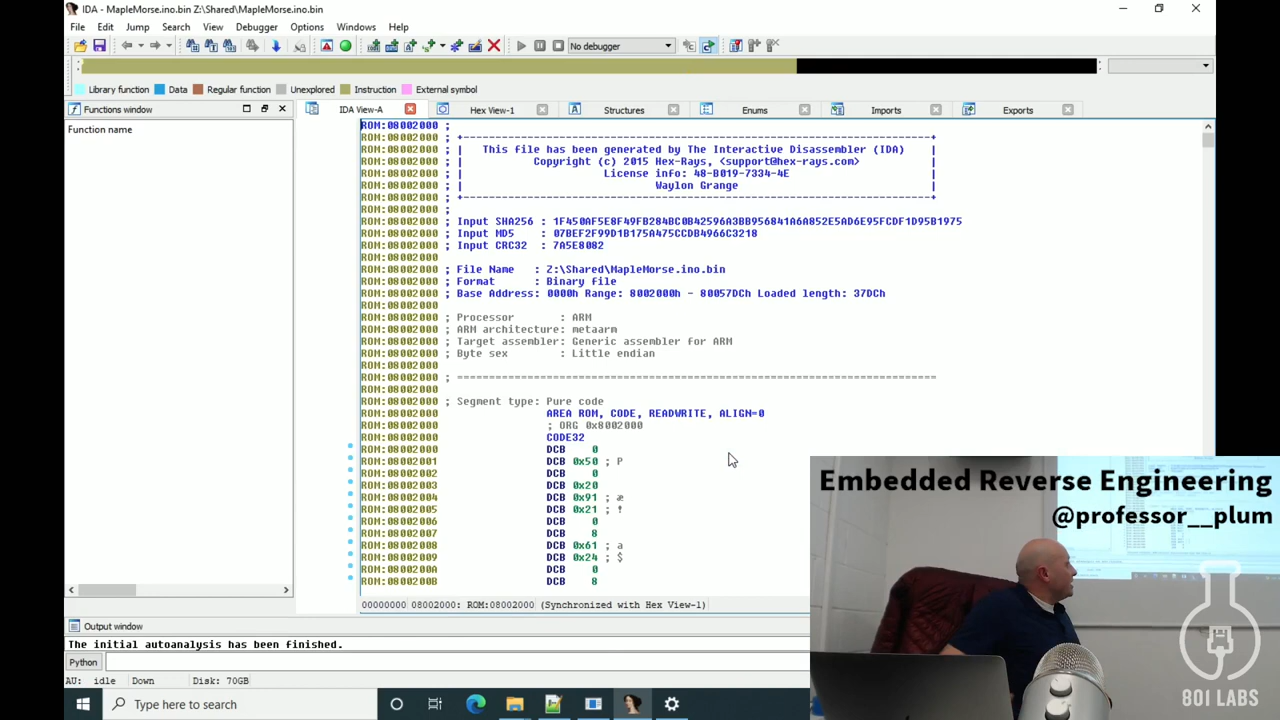 IDA - MapleMorse.ino.bin Z:\Shared\MapleMorse.ino.bin
File Edit Jump Search View Debugger Options Windows Help
No debugger
Library function Data Regular function Unexplored Instruction External symbol
Functions window
Function name
IDA View-A Hex View-1 Structures Enums Imports Exports
ROM:08002000 ;
ROM:08002000 ; +-------------------------------------------------------------------------+
ROM:08002000 ; | This file has been generated by The Interactive Disassembler (IDA) |
ROM:08002000 ; | Copyright (c) 2015 Hex-Rays, <support@hex-rays.com> |
ROM:08002000 ; | License info: 48-B019-7334-4E |
ROM:08002000 ; | Waylon Grange |
ROM:08002000 ; +-------------------------------------------------------------------------+
ROM:08002000 ;
ROM:08002000 ; Input SHA256 : 1F450AF5E8F49FB284BC0B42596A3BB956841A6A852E5AD6E95FCDF1D95B1975
ROM:08002000 ; Input MD5 : 07BEF2F99D1B175A475CCDB4966C3218
ROM:08002000 ; Input CRC32 : 7A5E8082
ROM:08002000
ROM:08002000 ; File Name : Z:\Shared\MapleMorse.ino.bin
ROM:08002000 ; Format : Binary file
ROM:08002000 ; Base Address: 0000h Range: 8002000h - 80057DCh Loaded length: 37DCh
ROM:08002000
ROM:08002000 ; Processor : ARM
ROM:08002000 ; ARM architecture: metaarm
ROM:08002000 ; Target assembler: Generic assembler for ARM
ROM:08002000 ; Byte sex : Little endian
ROM:08002000
ROM:08002000 ; ===========================================================================
ROM:08002000
ROM:08002000 ; Segment type: Pure code
ROM:08002000 AREA ROM, CODE, READWRITE, ALIGN=0
ROM:08002000 ; ORG 0x8002000
ROM:08002000 CODE32
ROM:08002000 DCB 0
ROM:08002001 DCB 0x50 ; P
ROM:08002002 DCB 0
ROM:08002003 DCB 0x20
ROM:08002004 DCB 0x91 ; æ
ROM:08002005 DCB 0x21 ; !
ROM:08002006 DCB 0
ROM:08002007 DCB 8
ROM:08002008 DCB 0x61 ; a
ROM:08002009 DCB 0x24 ; $
ROM:0800200A DCB 0
ROM:0800200B DCB 8
00000000 08002000: ROM:08002000 (Synchronized with Hex View-1)
Output window
The initial autoanalysis has been finished.
Python
AU: idle Down Disk: 70GB
Type here to search
Embedded Reverse Engineering
@professor__plum
801 LABS